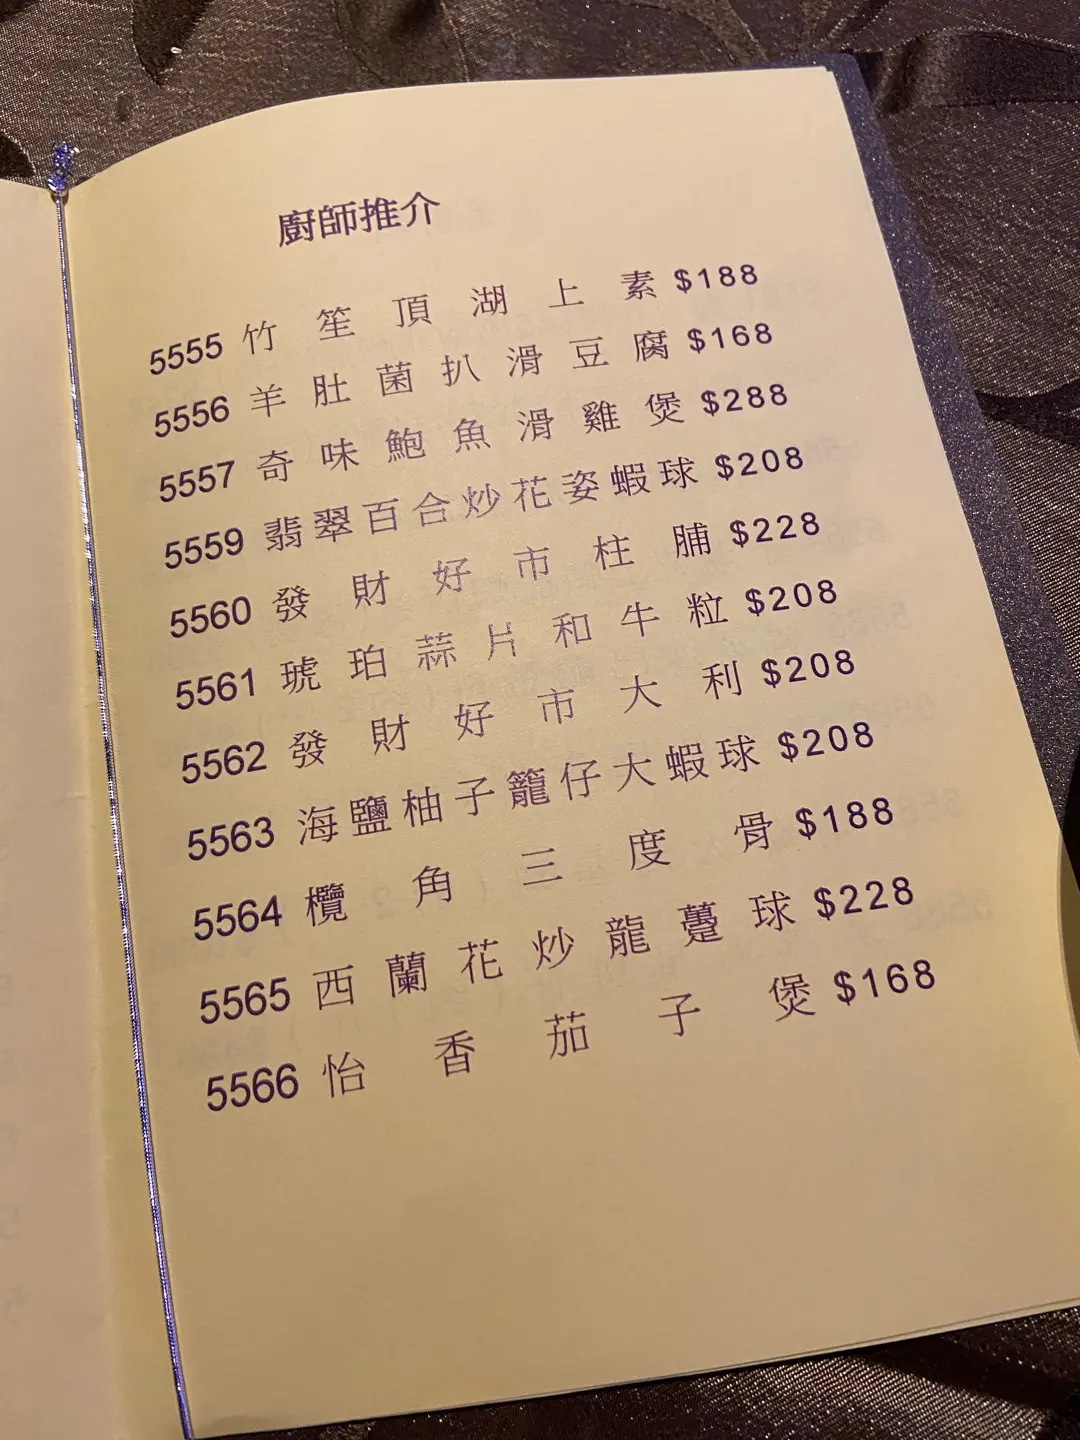 廚師推介
5555 竹笙頂湖上素 $188
5556 羊肚菌扒滑豆腐 $168
5557 奇味鮑魚滑雞煲 $288
5559 翡翠百合炒花姿蝦球 $208
5560 發財好市柱脯 $228
5561 琥珀蒜片和牛粒 $208
5562 發財好市大利 $208
5563 海鹽柚子籠仔大蝦球 $208
5564 欖角三度骨 $188
5565 西蘭花炒龍躉球 $228
5566 怡香茄子煲 $168